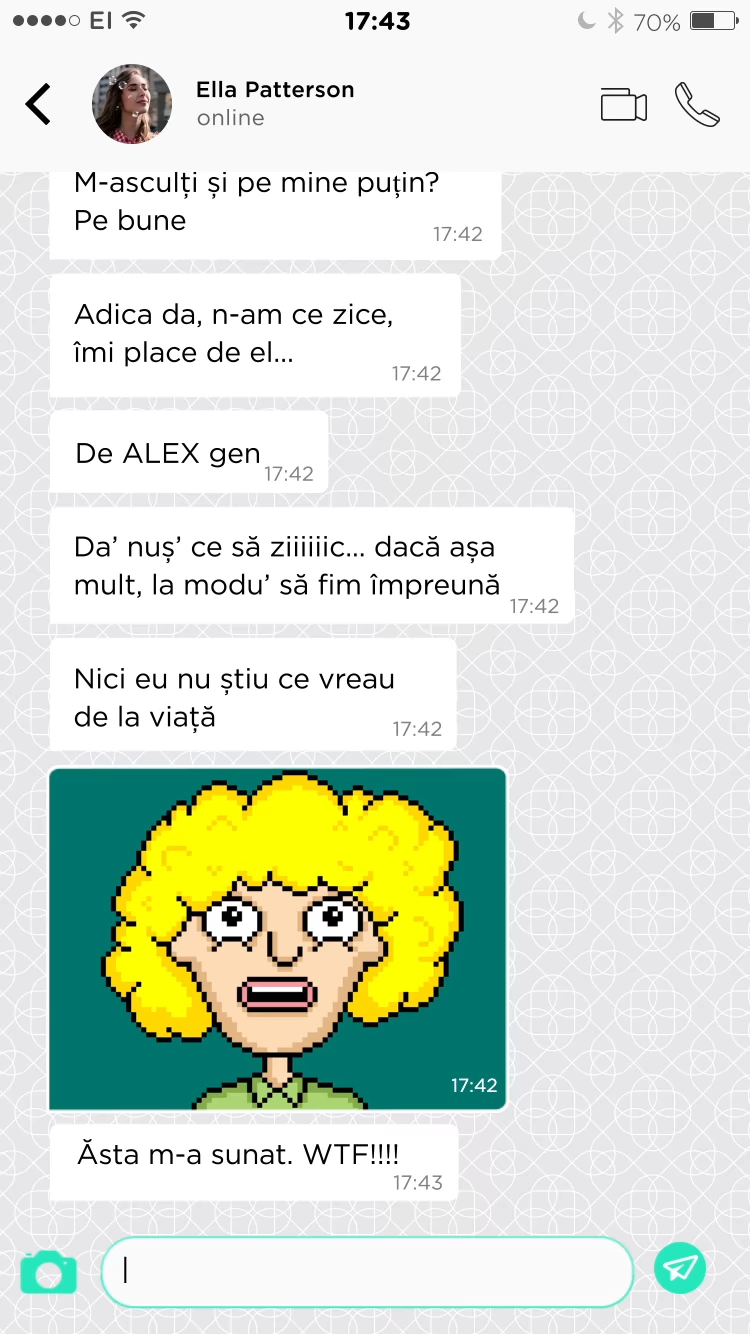 EI
17:43
70%
Ella Patterson
online
M-asculți și pe mine puțin?
Pe bune
17:42
Adica da, n-am ce zice,
îmi place de el...
17:42
De ALEX gen
17:42
Da’ nuș’ ce să ziiiiiic... dacă așa
mult, la modu’ să fim împreună
17:42
Nici eu nu știu ce vreau
de la viață
17:42
17:42
Ăsta m-a sunat. WTF!!!!
17:43